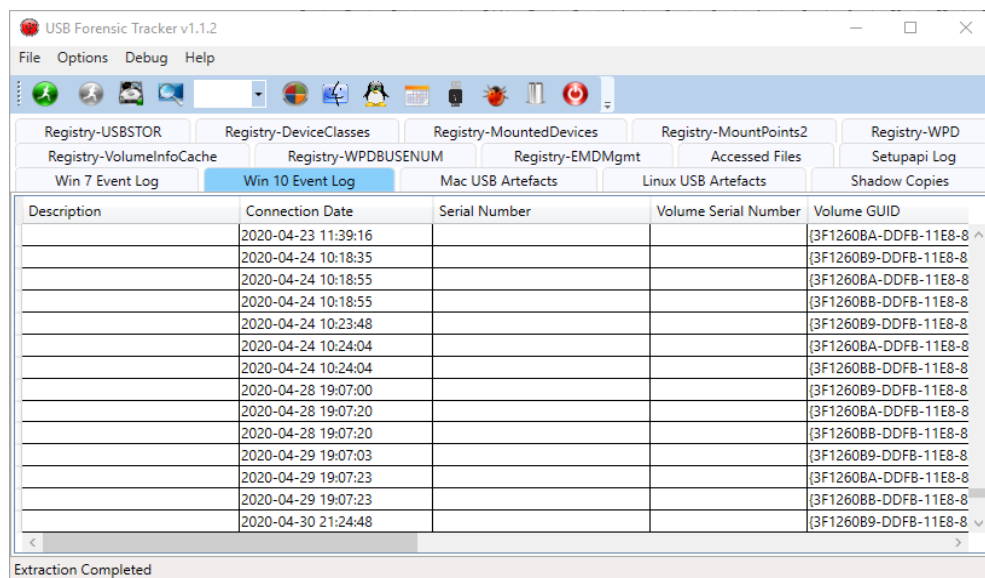 USB Forensic Tracker v1.1.2
File Options Debug Help
Registry-USBSTOR Registry-DeviceClasses Registry-MountedDevices Registry-MountPoints2 Registry-WPD
Registry-VolumeInfoCache Registry-WPDBUSENUM Registry-EMDMgmt Accessed Files Setupapi Log
Win 7 Event Log Win 10 Event Log Mac USB Artefacts Linux USB Artefacts Shadow Copies
Description Connection Date Serial Number Volume Serial Number Volume GUID
2020-04-23 11:39:16 {3F1260BA-DDFB-11E8-8
2020-04-24 10:18:35 {3F1260B9-DDFB-11E8-8
2020-04-24 10:18:55 {3F1260BA-DDFB-11E8-8
2020-04-24 10:18:55 {3F1260BB-DDFB-11E8-8
2020-04-24 10:23:48 {3F1260B9-DDFB-11E8-8
2020-04-24 10:24:04 {3F1260BA-DDFB-11E8-8
2020-04-24 10:24:04 {3F1260BB-DDFB-11E8-8
2020-04-28 19:07:00 {3F1260B9-DDFB-11E8-8
2020-04-28 19:07:20 {3F1260BA-DDFB-11E8-8
2020-04-28 19:07:20 {3F1260BB-DDFB-11E8-8
2020-04-29 19:07:03 {3F1260B9-DDFB-11E8-8
2020-04-29 19:07:23 {3F1260BA-DDFB-11E8-8
2020-04-29 19:07:23 {3F1260BB-DDFB-11E8-8
2020-04-30 21:24:48 {3F1260B9-DDFB-11E8-8
Extraction Completed